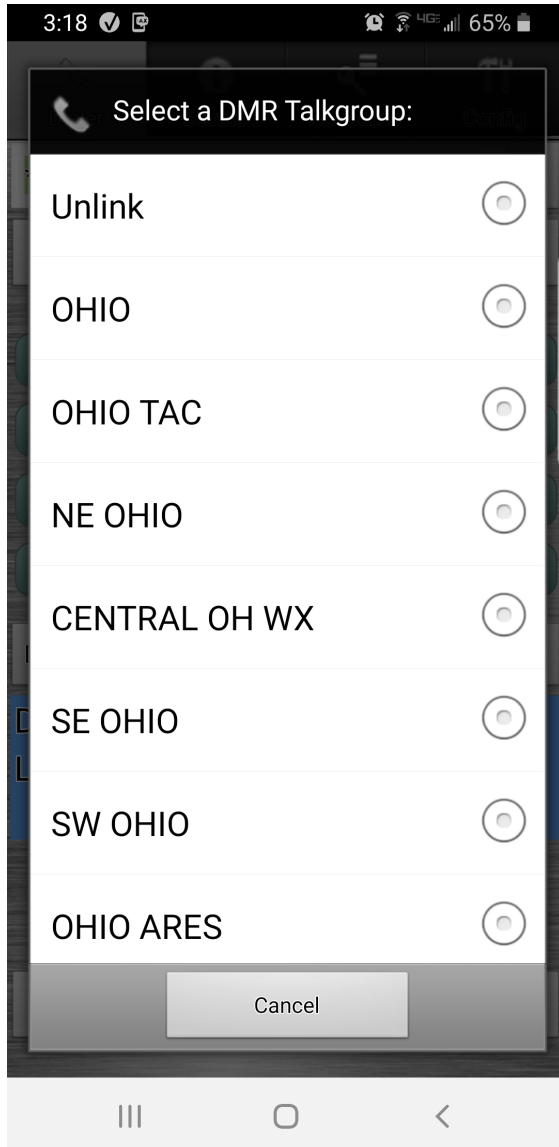 3:18
4GE
65%
Select a DMR Talkgroup:
Unlink
OHIO
OHIO TAC
NE OHIO
CENTRAL OH WX
SE OHIO
SW OHIO
OHIO ARES
Cancel